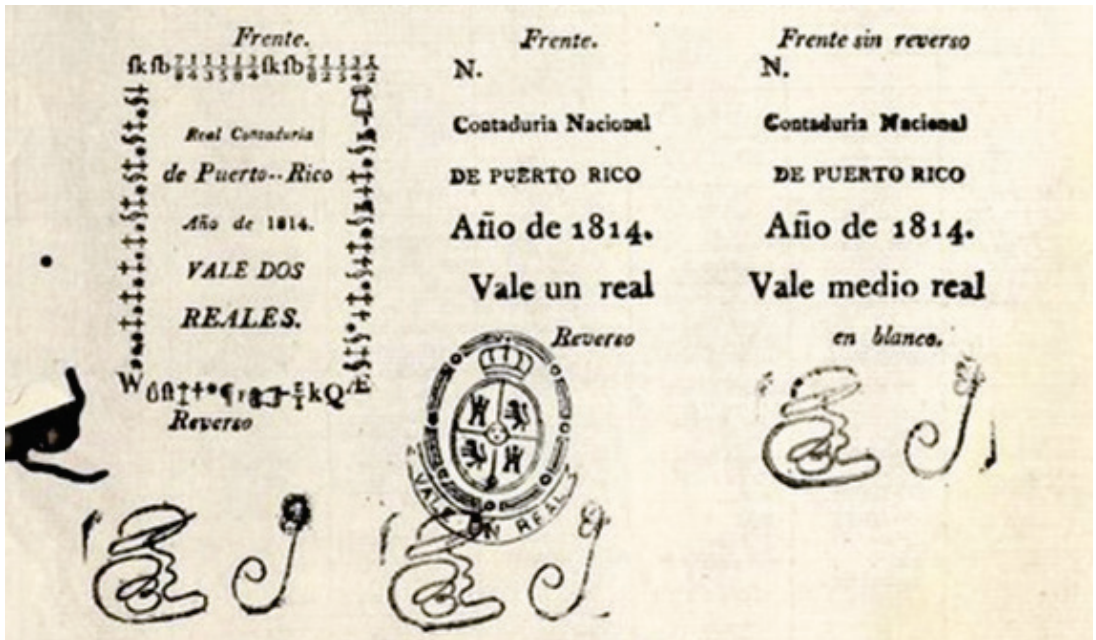 Frente.
Real Contaduria
de Puerto--Rico
Año de 1814.
VALE DOS
REALES.
Reverso
Frente.
N.
Contaduria Nacional
DE PUERTO RICO
Año de 1814.
Vale un real
Reverso
VALE UN REAL
Frente sin reverso
N.
Contaduria Nacional
DE PUERTO RICO
Año de 1814.
Vale medio real
en blanco.